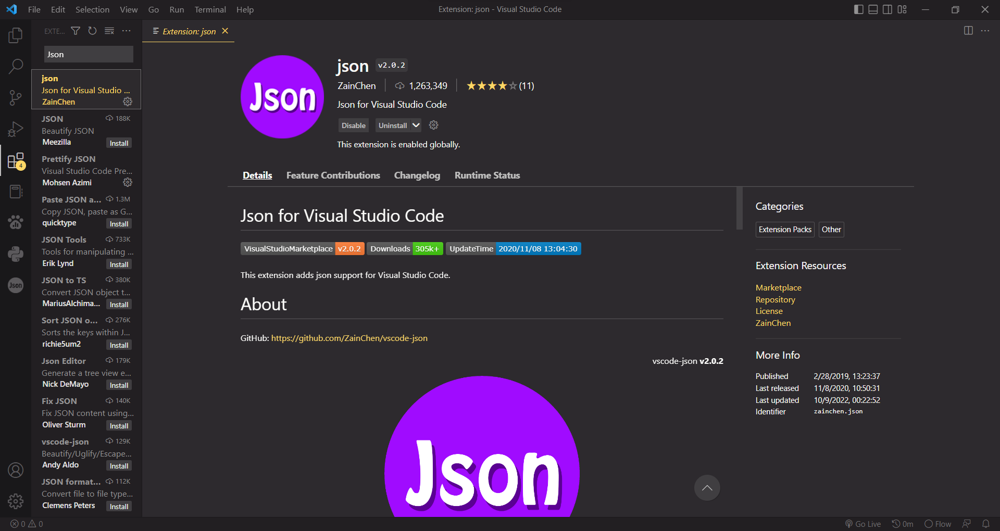 File Edit Selection View Go Run Terminal Help
Extension: json - Visual Studio Code
EXTE...
Extension: json
Json
json
Json for Visual Studio ...
ZainChen
JSON 188K
Beautify JSON
Meezilla Install
Prettify JSON
Visual Studio Code Pre...
Mohsen Azimi
Paste JSON a... 1.3M
Copy JSON, paste as G...
quicktype Install
JSON Tools 733K
Tools for manipulating ...
Erik Lynd Install
JSON to TS 380K
Convert JSON object t...
MariusAlchima... Install
Sort JSON o... 276K
Sorts the keys within J...
richie5um2 Install
Json Editor 179K
Generate a tree view e...
Nick DeMayo Install
Fix JSON 140K
Fix JSON content using...
Oliver Sturm Install
vscode-json 129K
Beautify/Uglify/Escape...
Andy Aldo Install
JSON format... 112K
Convert file to file type...
Clemens Peters Install
4
Json
Json
json v2.0.2
ZainChen 1,263,349 (11)
Json for Visual Studio Code
Disable Uninstall
This extension is enabled globally.
Details Feature Contributions Changelog Runtime Status
Json for Visual Studio Code
VisualStudioMarketplace v2.0.2 Downloads 305k+ UpdateTime 2020/11/08 13:04:30
This extension adds json support for Visual Studio Code.
About
GitHub: https://github.com/ZainChen/vscode-json
vscode-json v2.0.2
Json
Categories
Extension Packs Other
Extension Resources
Marketplace
Repository
License
ZainChen
More Info
Published 2/28/2019, 13:23:37
Last released 11/8/2020, 10:50:31
Last updated 10/9/2022, 00:22:52
Identifier zainchen.json
0 0
Go Live 0m Flow